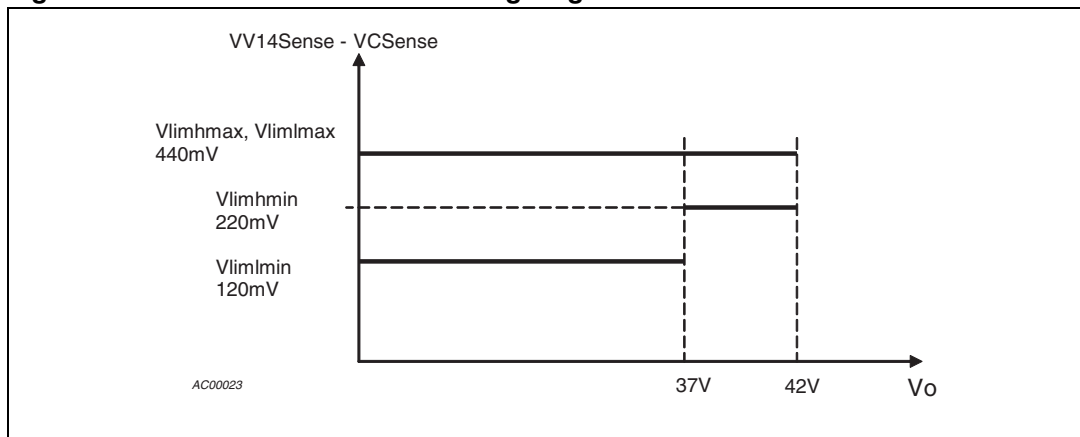 VV14Sense - VCSense
Vlimhmax, Vlimlmax
440mV
Vlimhmin
220mV
Vlimlmin
120mV
37V
42V
Vo
AC00023